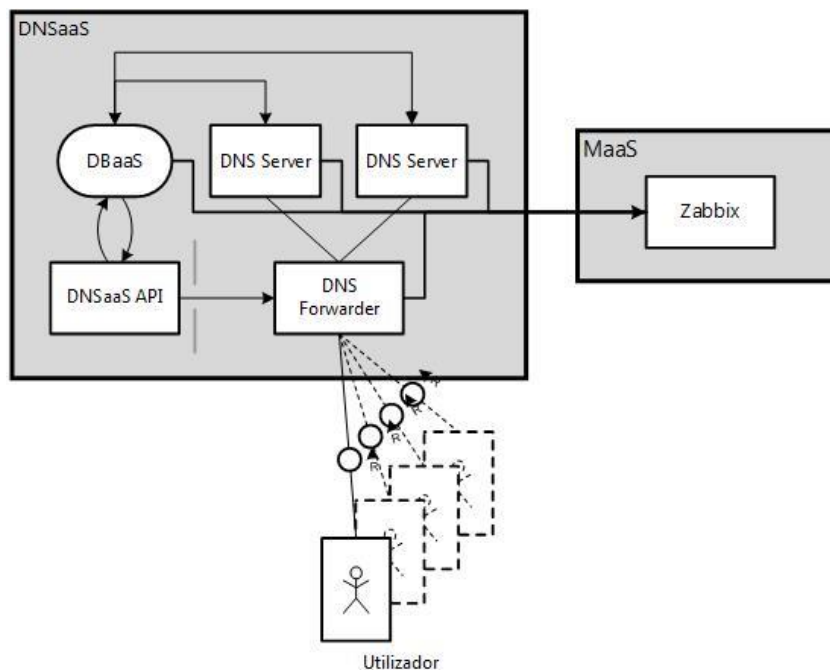 DNSaaS
MaaS
DBaaS
DNS Server
DNS Server
Zabbix
DNSaaS API
DNS
Forwarder
R
R
R
R
Utilizador